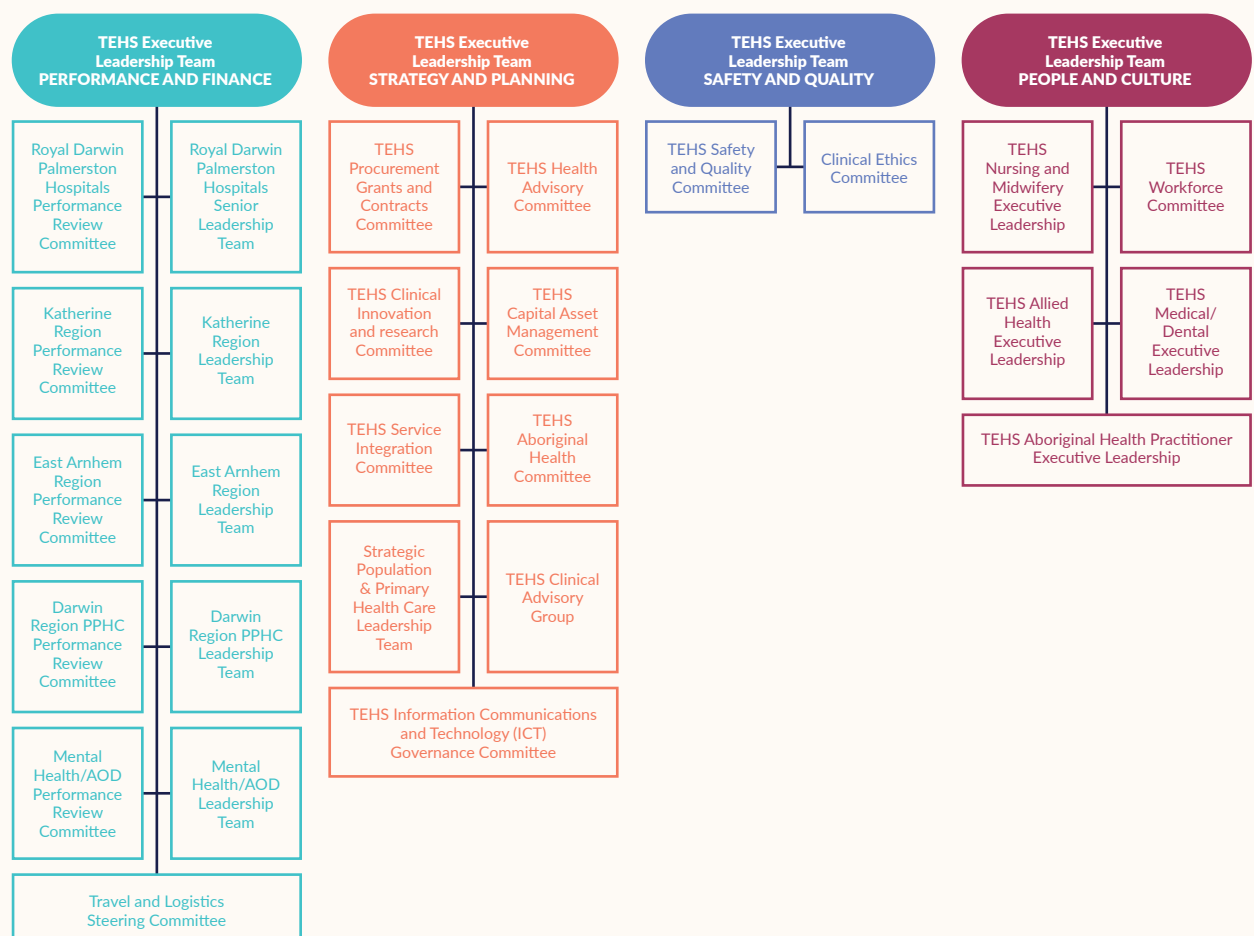 TEHS Executive
Leadership Team
PERFORMANCE AND FINANCE
Royal Darwin
Palmerston
Hospitals
Performance
Review
Committee
Royal Darwin
Palmerston
Hospitals
Senior
Leadership
Team
Katherine
Region
Performance
Review
Committee
Katherine
Region
Leadership
Team
East Arnhem
Region
Performance
Review
Committee
East Arnhem
Region
Leadership
Team
Darwin
Region PPHC
Performance
Review
Committee
Darwin
Region PPHC
Leadership
Team
Mental
Health/AOD
Performance
Review
Committee
Mental
Health/AOD
Leadership
Team
Travel and Logistics
Steering Committee
TEHS Executive
Leadership Team
STRATEGY AND PLANNING
TEHS
Procurement
Grants and
Contracts
Committee
TEHS Health
Advisory
Committee
TEHS Clinical
Innovation
and research
Committee
TEHS
Capital Asset
Management
Committee
TEHS Service
Integration
Committee
TEHS
Aboriginal
Health
Committee
Strategic
Population
& Primary
Health Care
Leadership
Team
TEHS Clinical
Advisory
Group
TEHS Information Communications
and Technology (ICT)
Governance Committee
TEHS Executive
Leadership Team
SAFETY AND QUALITY
TEHS Safety
and Quality
Committee
Clinical Ethics
Committee
TEHS Executive
Leadership Team
PEOPLE AND CULTURE
TEHS
Nursing and
Midwifery
Executive
Leadership
TEHS
Workforce
Committee
TEHS Allied
Health
Executive
Leadership
TEHS
Medical/
Dental
Executive
Leadership
TEHS Aboriginal Health Practitioner
Executive Leadership